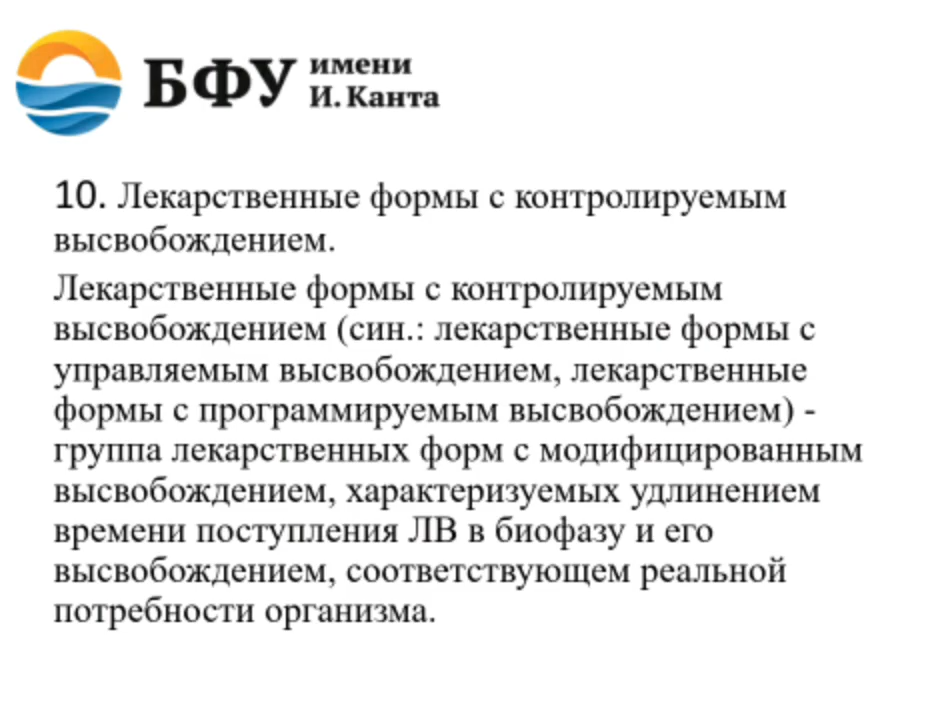 БФУ имени
И. Канта
10. Лекарственные формы с контролируемым
высвобождением.
Лекарственные формы с контролируемым
высвобождением (син.: лекарственные формы с
управляемым высвобождением, лекарственные
формы с программируемым высвобождением) -
группа лекарственных форм с модифицированным
высвобождением, характеризуемых удлинением
времени поступления ЛВ в биофазу и его
высвобождением, соответствующем реальной
потребности организма.